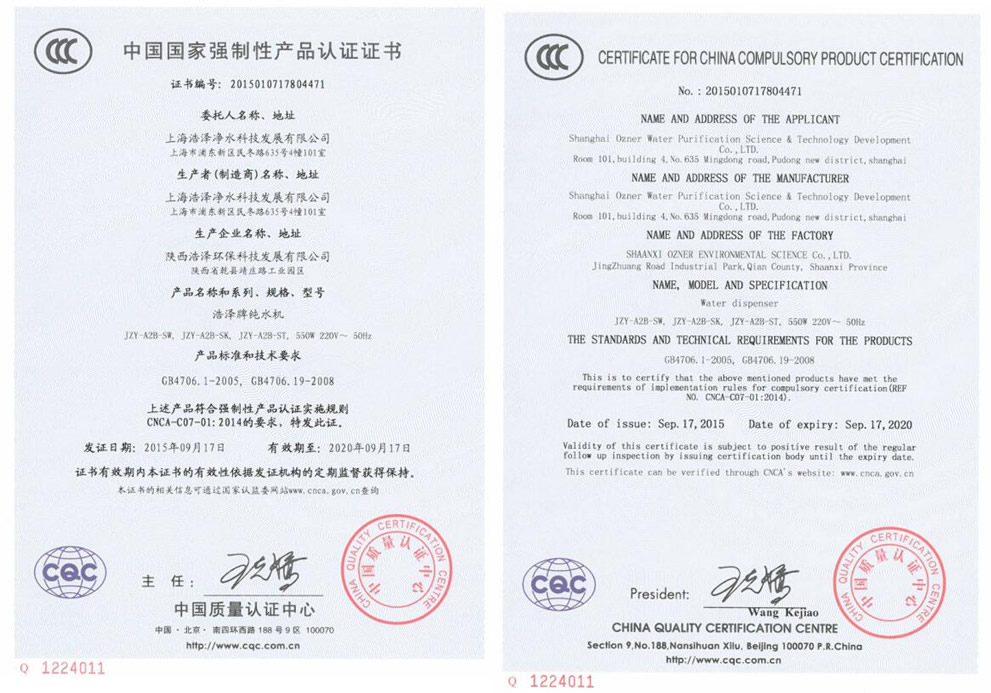 中国国家强制性产品认证证书
证书编号: 2015010717804471
委托人名称、地址
上海浩泽净水科技发展有限公司
上海市浦东新区民冬路635号4幢101室
生产者(制造商)名称、地址
上海浩泽净水科技发展有限公司
上海市浦东新区民冬路635号4幢101室
生产企业名称、地址
陕西浩泽环保科技发展有限公司
陕西省乾县靖庄路工业园区
产品名称和系列、规格、型号
浩泽牌纯水机
JZY-A2B-SW, JZY-A2B-SK, JZY-A2B-ST, 550W 220V～ 50Hz
产品标准和技术要求
GB4706.1-2005, GB4706.19-2008
上述产品符合强制性产品认证实施规则
CNCA-C07-01:2014的要求，特发此证。
发证日期: 2015年09月17日 有效期至: 2020年09月17日
证书有效期内本证书的有效性依据发证机构的定期监督获得保持。
本证书的相关信息可通过国家认监委网站www.cnca.gov.cn查询
CQC
主 任:
CHINA QUALITY CERTIFICATION CENTRE
中国质量认证中心
中国质量认证中心
中国·北京·南四环西路 188 号 9 区 100070
http://www.cqc.com.cn
Q 1224011
CERTIFICATE FOR CHINA COMPULSORY PRODUCT CERTIFICATION
No. : 2015010717804471
NAME AND ADDRESS OF THE APPLICANT
Shanghai Ozner Water Purification Science & Technology Development
Co., LTD.
Room 101, building 4, No. 635 Mingdong road, Pudong new district, shanghai
NAME AND ADDRESS OF THE MANUFACTURER
Shanghai Ozner Water Purification Science & Technology Development
Co., LTD.
Room 101, building 4, No. 635 Mingdong road, Pudong new district, shanghai
NAME AND ADDRESS OF THE FACTORY
SHAANXI OZNER ENVIRONMENTAL SCIENCE Co., LTD.
JingZhuang Road Industrial Park, Qian County, Shaanxi Province
NAME, MODEL AND SPECIFICATION
Water dispenser
JZY-A2B-SW, JZY-A2B-SK, JZY-A2B-ST, 550W 220V～ 50Hz
THE STANDARDS AND TECHNICAL REQUIREMENTS FOR THE PRODUCTS
GB4706.1-2005, GB4706.19-2008
This is to certify that the above mentioned products have met the
requirements of implementation rules for compulsory certification(REF
NO. CNCA-C07-01:2014).
Date of issue: Sep. 17, 2015 Date of expiry: Sep. 17, 2020
Validity of this certificate is subject to positive result of the regular
follow up inspection by issuing certification body until the expiry date.
This certificate can be verified through CNCA's website: www.cnca.gov.cn
CQC
President:
Wang Kejiao
CHINA QUALITY CERTIFICATION CENTRE
中国质量认证中心
CHINA QUALITY CERTIFICATION CENTRE
Section 9, No.188, Nansihuan Xilu, Beijing 100070 P.R.China
http://www.cqc.com.cn
Q 1224011